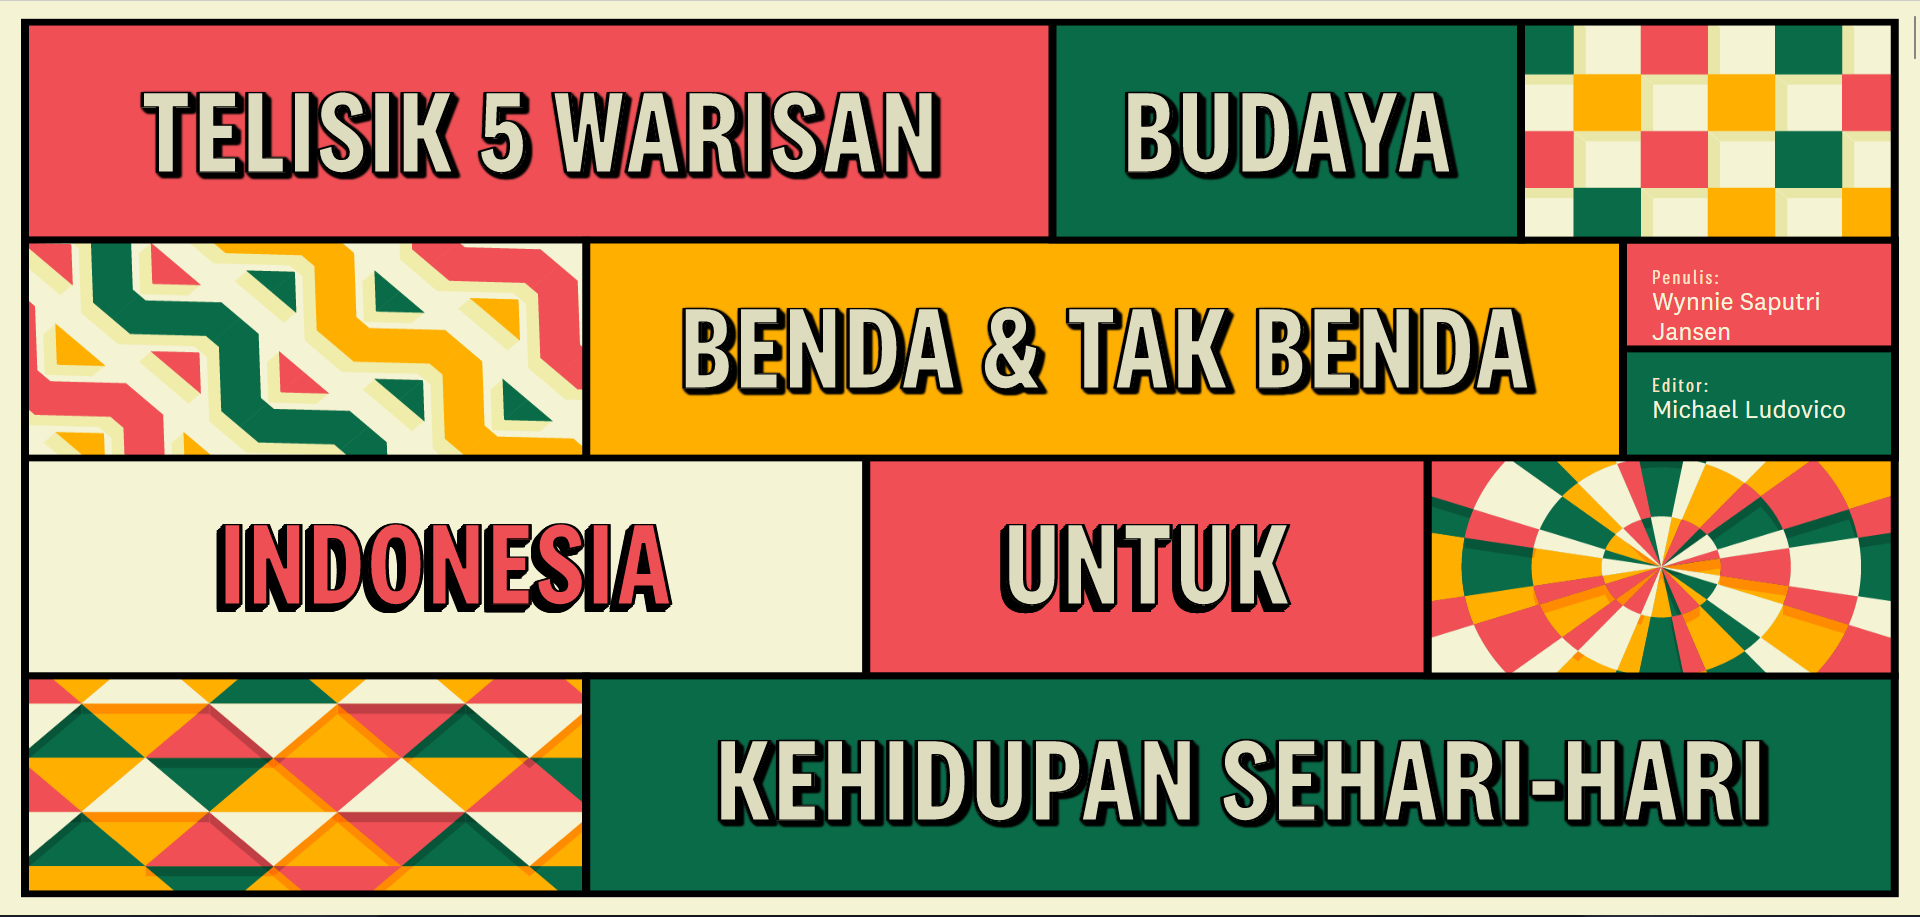 TELISIK 5 WARISAN
BUDAYA
BENDA & TAK BENDA
Penulis:
Wynnie Saputri
Jansen
Editor:
Michael Ludovico
INDONESIA
UNTUK
KEHIDUPAN SEHARI-HARI